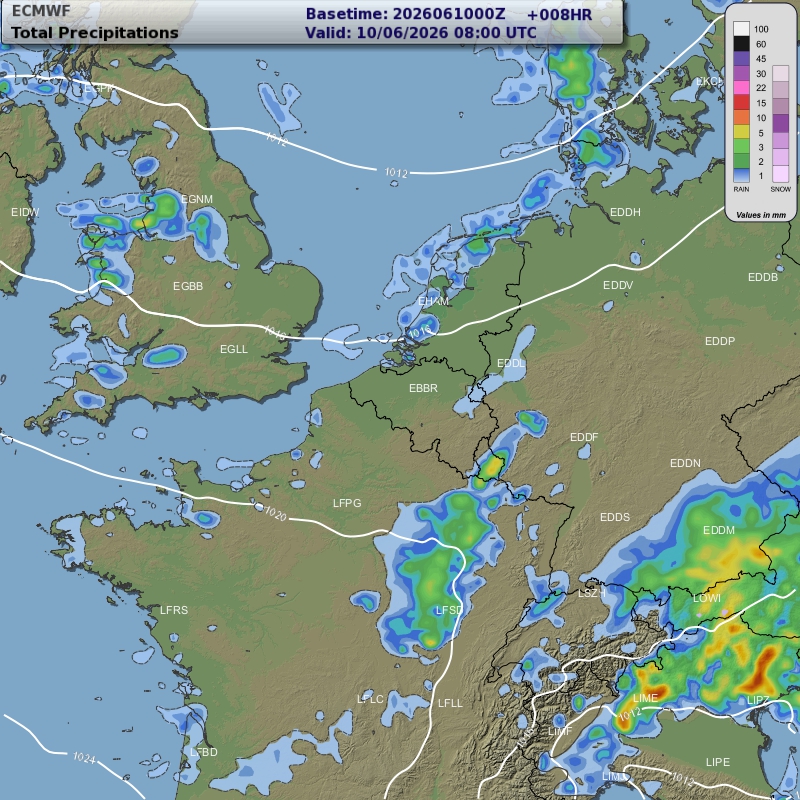 ECMWF
Basetime: 2026061000Z +008HR
Total Precipitations
Valid: 10/06/2026 08:00 UTC
100
60
45
30
22
15
10
5
3
2
1
RAIN SNOW
Values in mm
1012
1012
EIDW
EGNM
EDDH
EGBB
EDDV
EDDB
EHAM
1016
1016
EGLL
EDDP
EDDL
EBBR
EDDF
EDDN
LFPG
1020
EDDS
EDDM
LFRS
LFSD
LSZH
LOWI
LFLC
LFLL
LIME
LIPZ
1012
LIMF
1024
LFBD
LIPE
1012